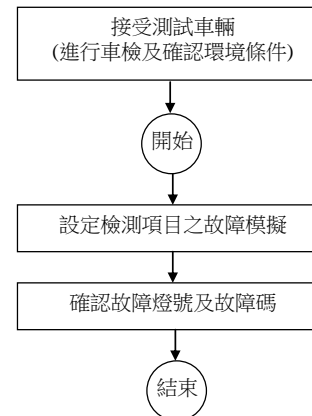 接受測試車輛
(進行車檢及確認環境條件)
開始
設定檢測項目之故障模擬
確認故障燈號及故障碼
結束